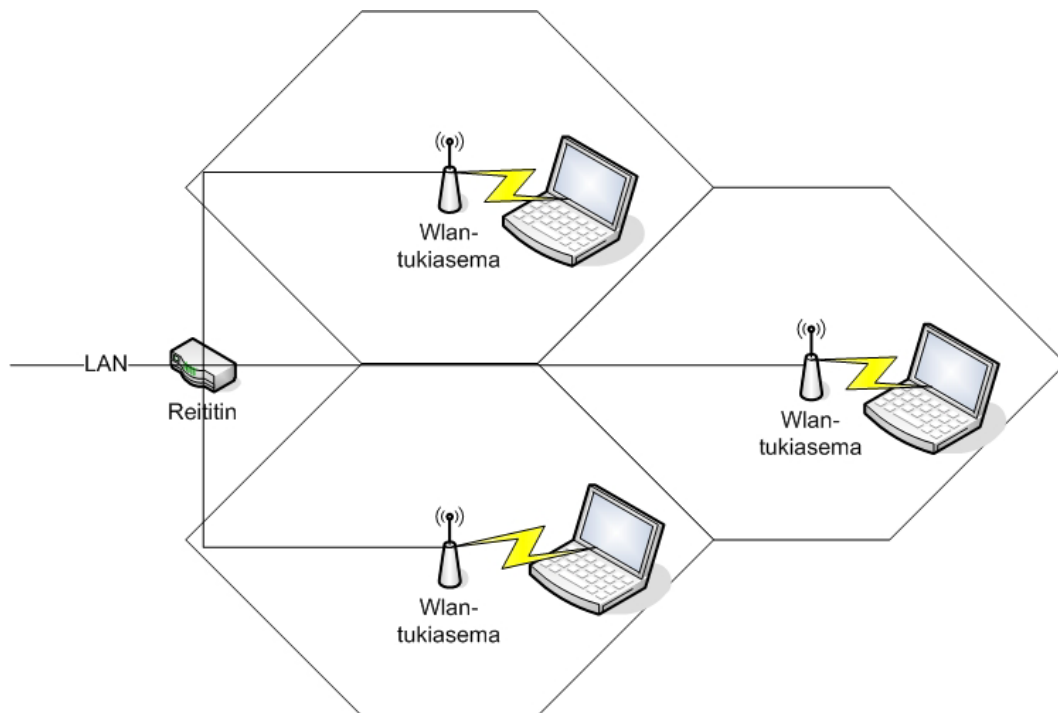 Wlan-
tukiasema
LAN
Reititin
Wlan-
tukiasema
Wlan-
tukiasema